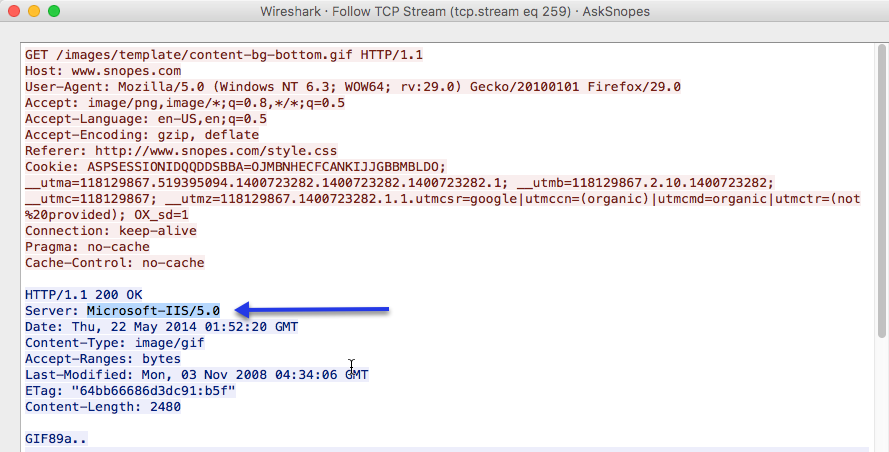 Wireshark · Follow TCP Stream (tcp.stream eq 259) · AskSnopes
GET /images/template/content-bg-bottom.gif HTTP/1.1
Host: www.snopes.com
User-Agent: Mozilla/5.0 (Windows NT 6.3; WOW64; rv:29.0) Gecko/20100101 Firefox/29.0
Accept: image/png,image/*;q=0.8,*/*;q=0.5
Accept-Language: en-US,en;q=0.5
Accept-Encoding: gzip, deflate
Referer: http://www.snopes.com/style.css
Cookie: ASPSESSIONIDQQDDSBBA=OJMBNHECFCANKIJJGBBMBLDO;
__utma=118129867.519395094.1400723282.1400723282.1400723282.1; __utmb=118129867.2.10.1400723282;
__utmc=118129867; __utmz=118129867.1400723282.1.1.utmcsr=google|utmccn=(organic)|utmcmd=organic|utmctr=(not
%20provided); OX_sd=1
Connection: keep-alive
Pragma: no-cache
Cache-Control: no-cache
HTTP/1.1 200 OK
Server: Microsoft-IIS/5.0
Date: Thu, 22 May 2014 01:52:20 GMT
Content-Type: image/gif
Accept-Ranges: bytes
Last-Modified: Mon, 03 Nov 2008 04:34:06 GMT
ETag: "64bb66686d3dc91:b5f"
Content-Length: 2480
GIF89a..